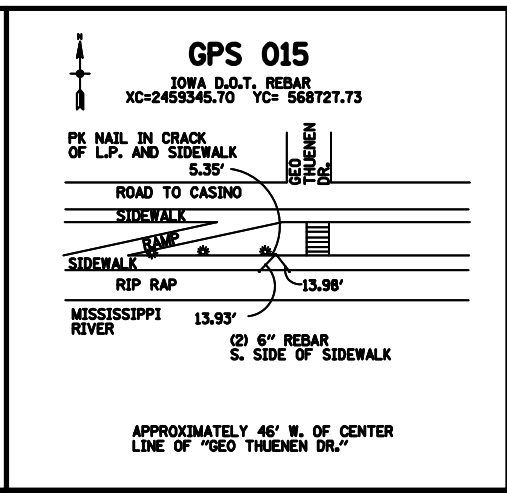 N
GPS 015
IOWA D.O.T. REBAR
XC=2459345.70 YC= 568727.73
PK NAIL IN CRACK
OF L.P. AND SIDEWALK
5.35'
GEO
THUENEN
DR.
ROAD TO CASINO
SIDEWALK
RAMP
SIDEWALK
RIP RAP
13.98'
MISSISSIPPI
RIVER
13.93'
(2) 6" REBAR
S. SIDE OF SIDEWALK
APPROXIMATELY 46' W. OF CENTER
LINE OF "GEO THUENEN DR."